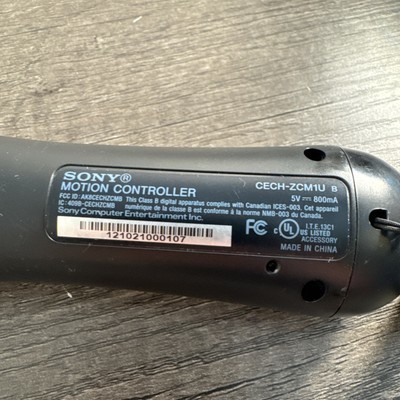 SONY®
MOTION CONTROLLER
CECH-ZCM1U B
5V⎓800mA
FCC ID: AK8CECHZCMB This Class B digital apparatus complies with Canadian ICES-003. Cet appareil
IC: 409B-CECHZCMB numérique de la classe B est conforme à la norme NMB-003 du Canada.
Sony Computer Entertainment Inc.
121021000107
FC c UL US LISTED
I.T.E.13C1
ACCESSORY
MADE IN CHINA